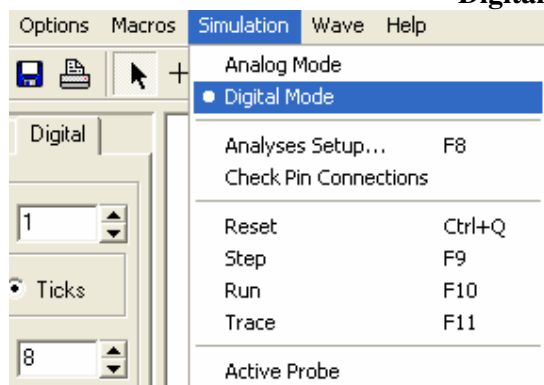 Digital
Options Macros Simulation Wave Help
Analog Mode
Digital Mode
Digital
Analyses Setup... F8
Check Pin Connections
1
Reset Ctrl+Q
Step F9
Ticks
Run F10
Trace F11
8
Active Probe